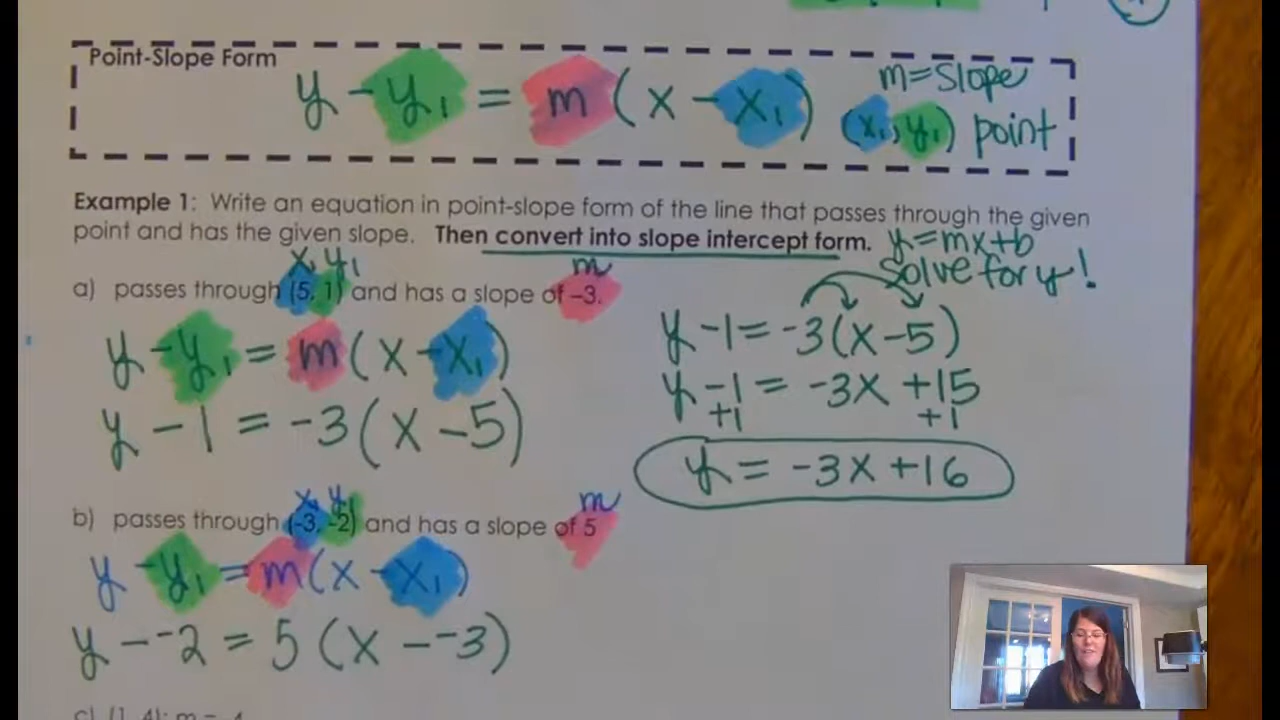 Point-Slope Form
y - y₁ = m (x - x₁)
m = slope
(x₁, y₁) point
Example 1: Write an equation in point-slope form of the line that passes through the given
point and has the given slope. Then convert into slope intercept form. y=mx+b
solve for y!
x₁ y₁ m
a) passes through (5, 1) and has a slope of –3.
y - y₁ = m (x - x₁)
y - 1 = -3 (x - 5)
y - 1 = -3(x - 5)
y - 1 = -3x + 15
+1 +1
y = -3x + 16
x₁ y₁ m
b) passes through (-3, -2) and has a slope of 5
y - y₁ = m(x - x₁)
y - -2 = 5 (x - -3)